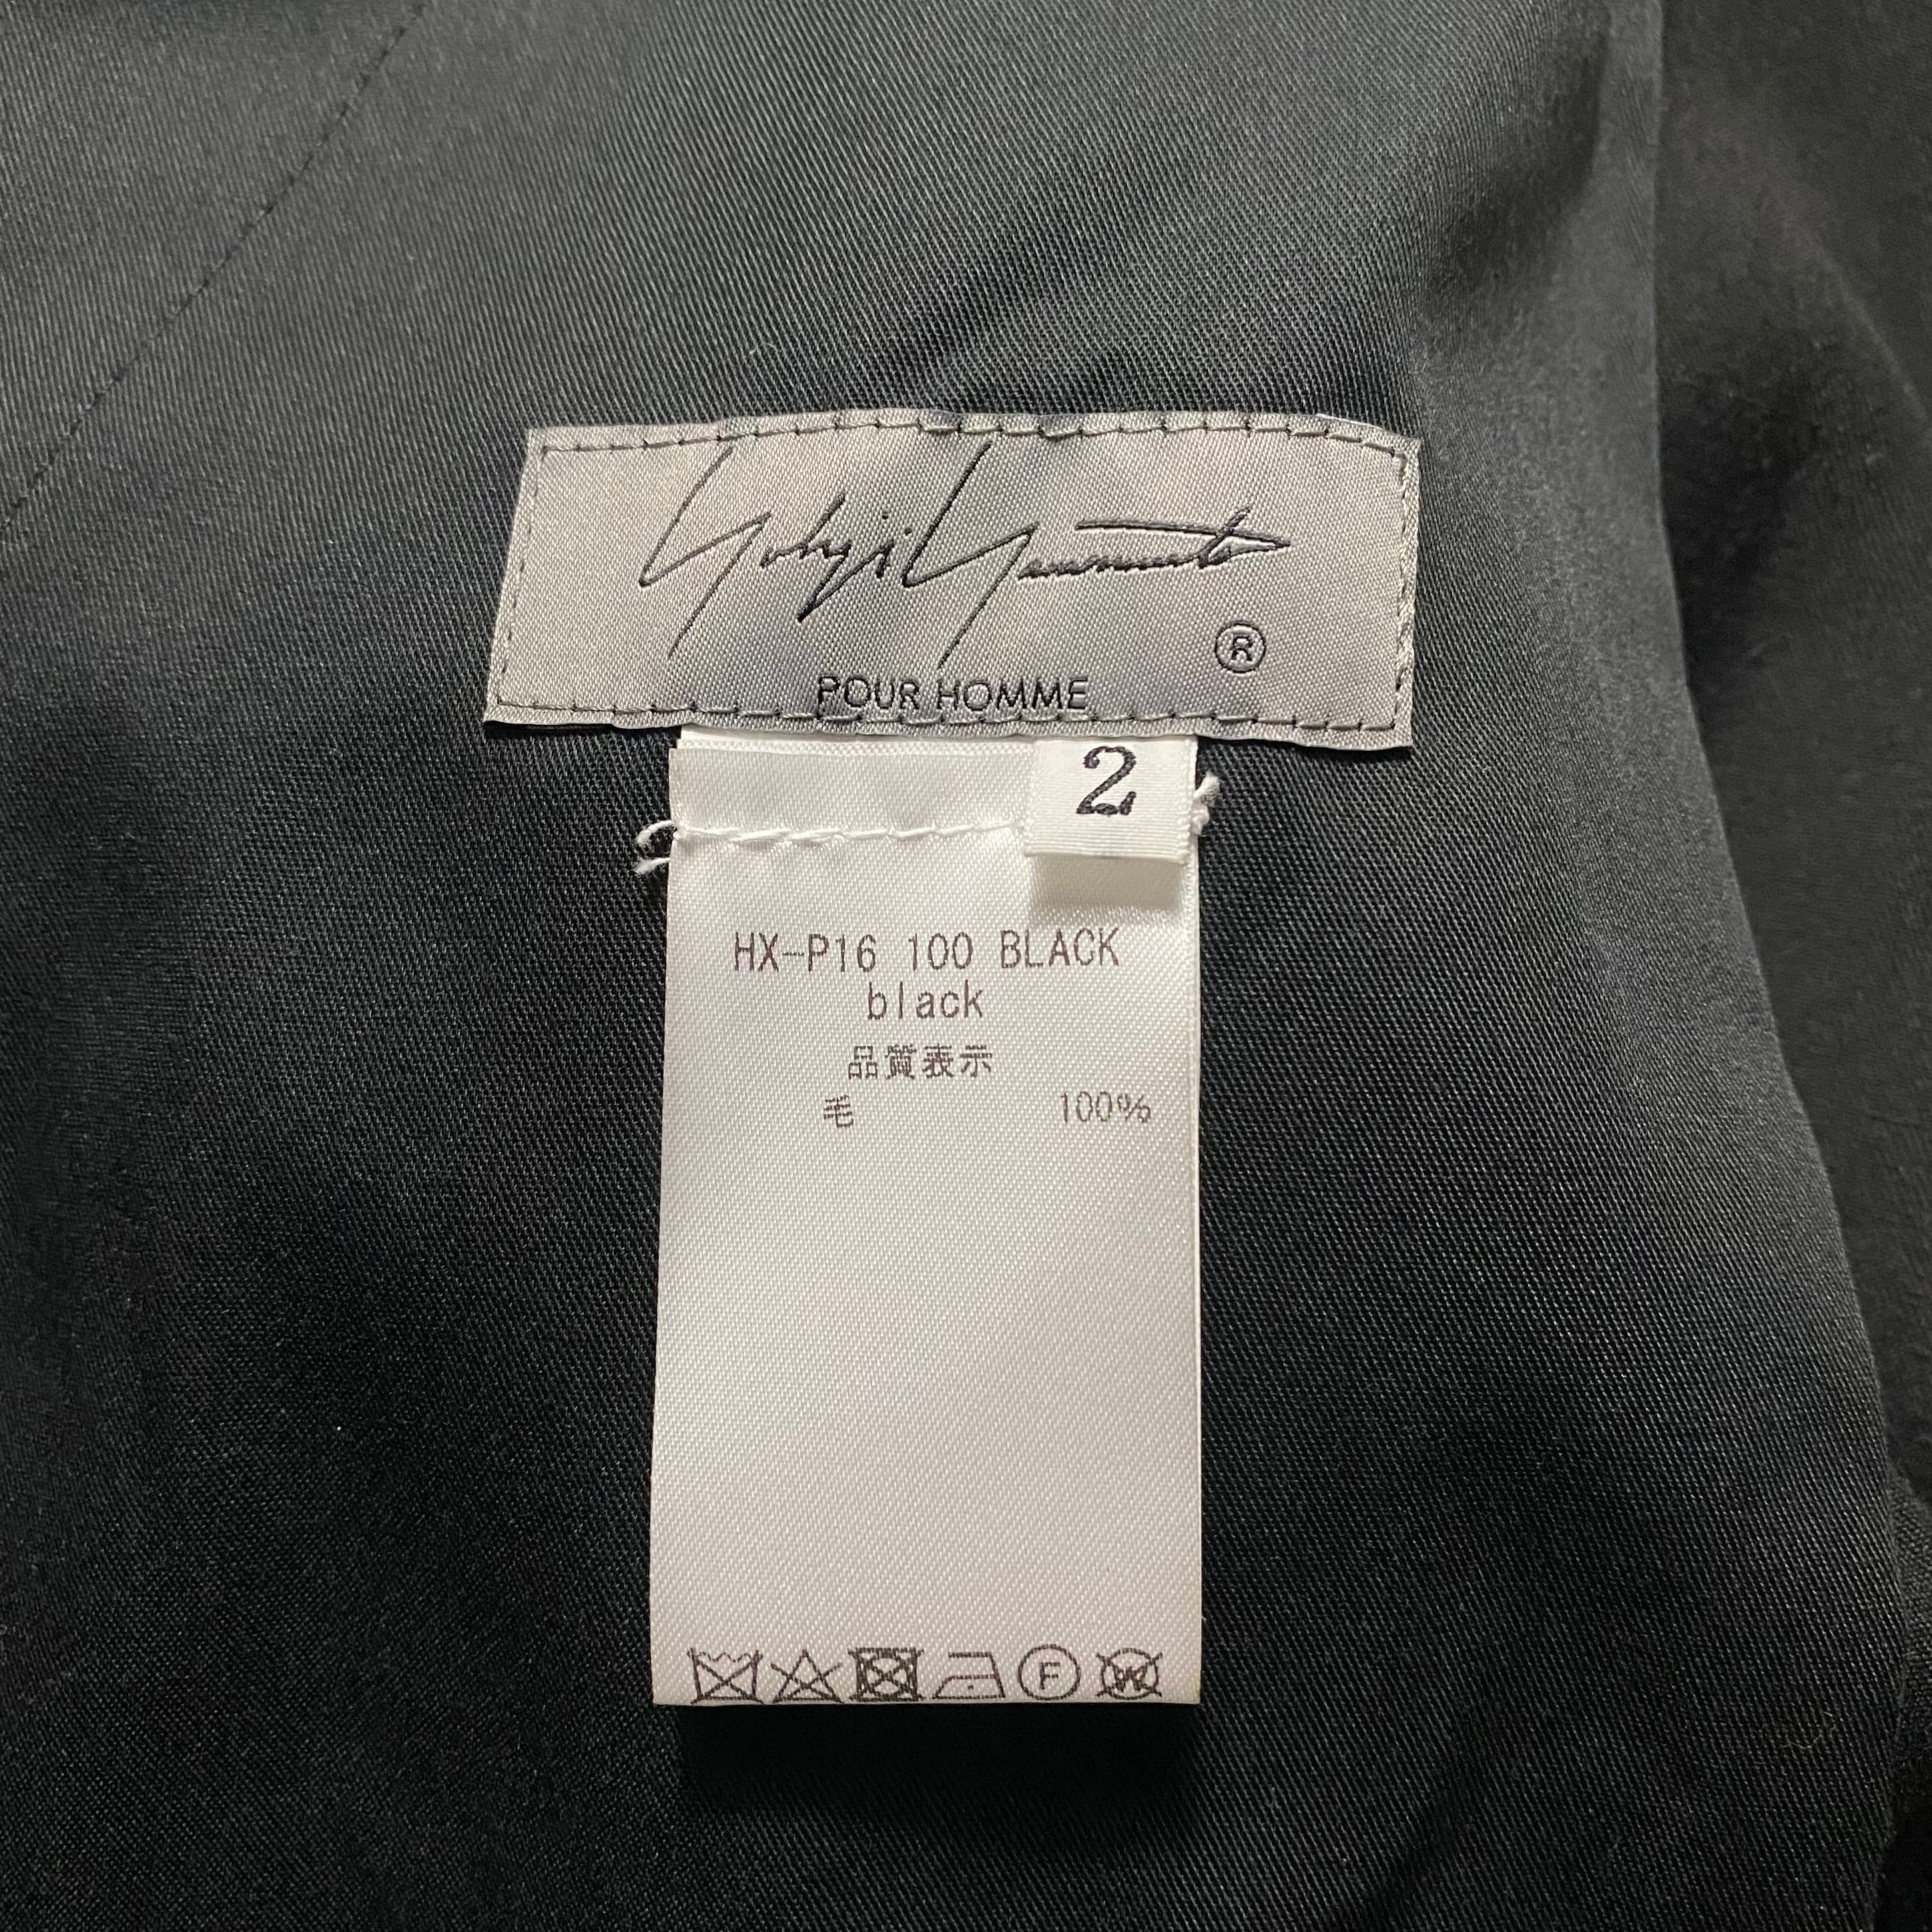 Yohji Yamamoto
®
POUR HOMME
2
HX-P16 100 BLACK
black
品質表示
毛 100%
F
W